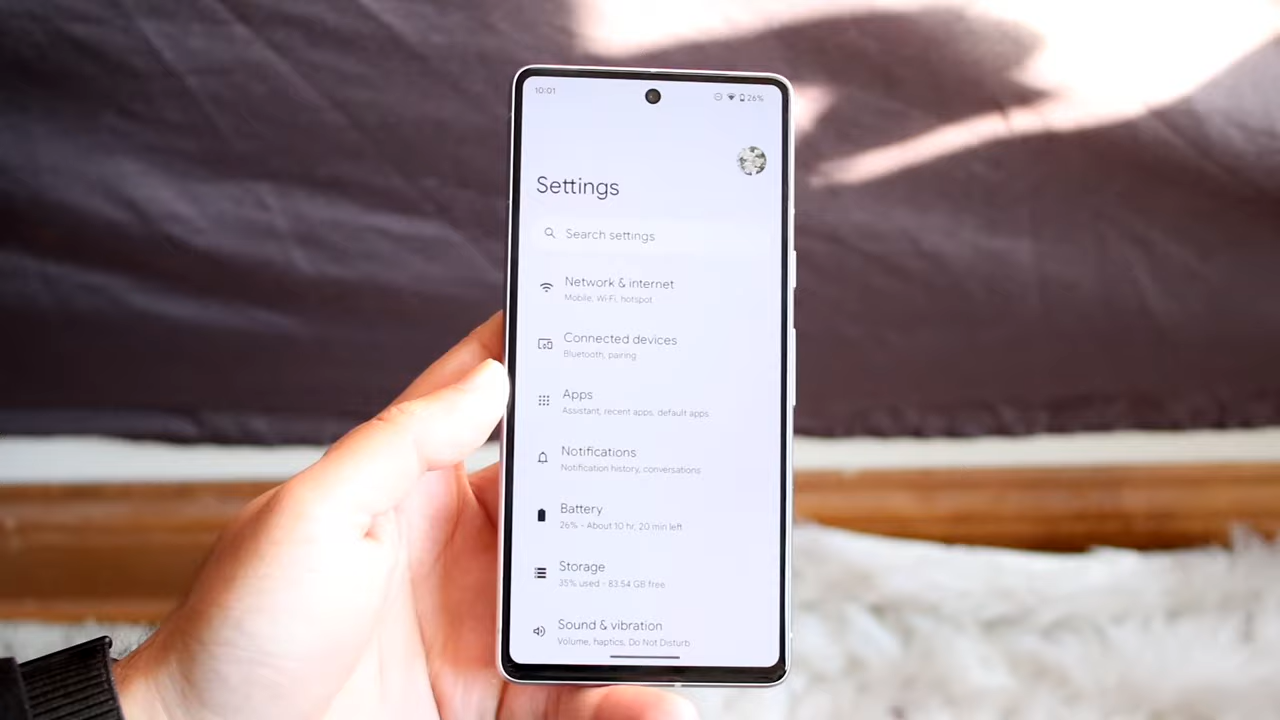 10:01
26%
Settings
Search settings
Network & internet
Mobile, Wi-Fi, hotspot
Connected devices
Bluetooth, pairing
Apps
Assistant, recent apps, default apps
Notifications
Notification history, conversations
Battery
26% - About 10 hr, 20 min left
Storage
35% used - 83.54 GB free
Sound & vibration
Volume, haptics, Do Not Disturb